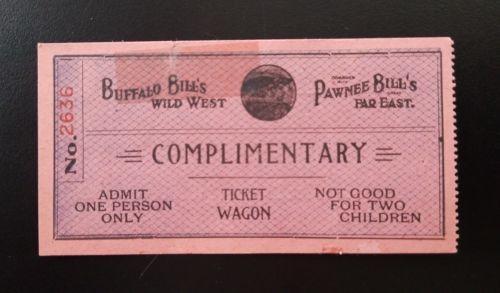 No. 2636
BUFFALO BILL'S
WILD WEST
COMBINED
WITH
PAWNEE BILL'S
GREAT
FAR EAST.
COMPLIMENTARY
ADMIT
ONE PERSON
ONLY
TICKET
WAGON
NOT GOOD
FOR TWO
CHILDREN